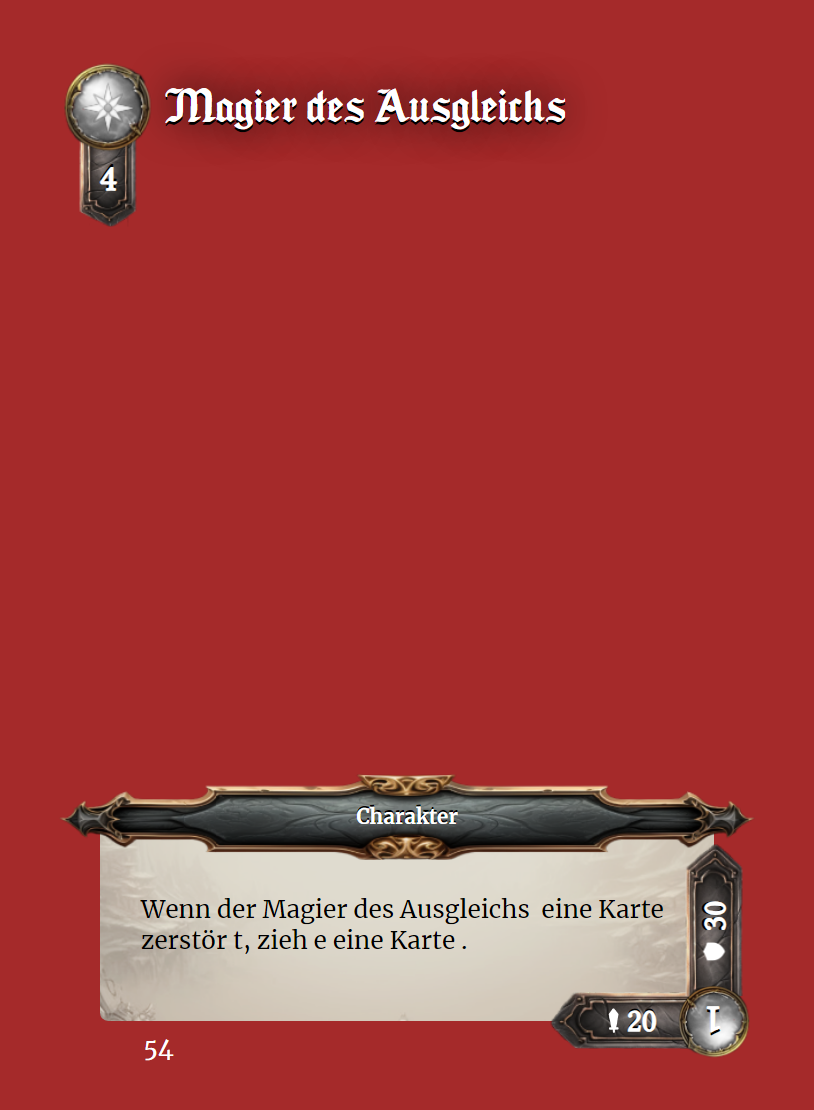 Magier des Ausgleichs
4
Charakter
Wenn der Magier des Ausgleichs  eine Karte
zerstör t, zieh e eine Karte .
30
20
1
54